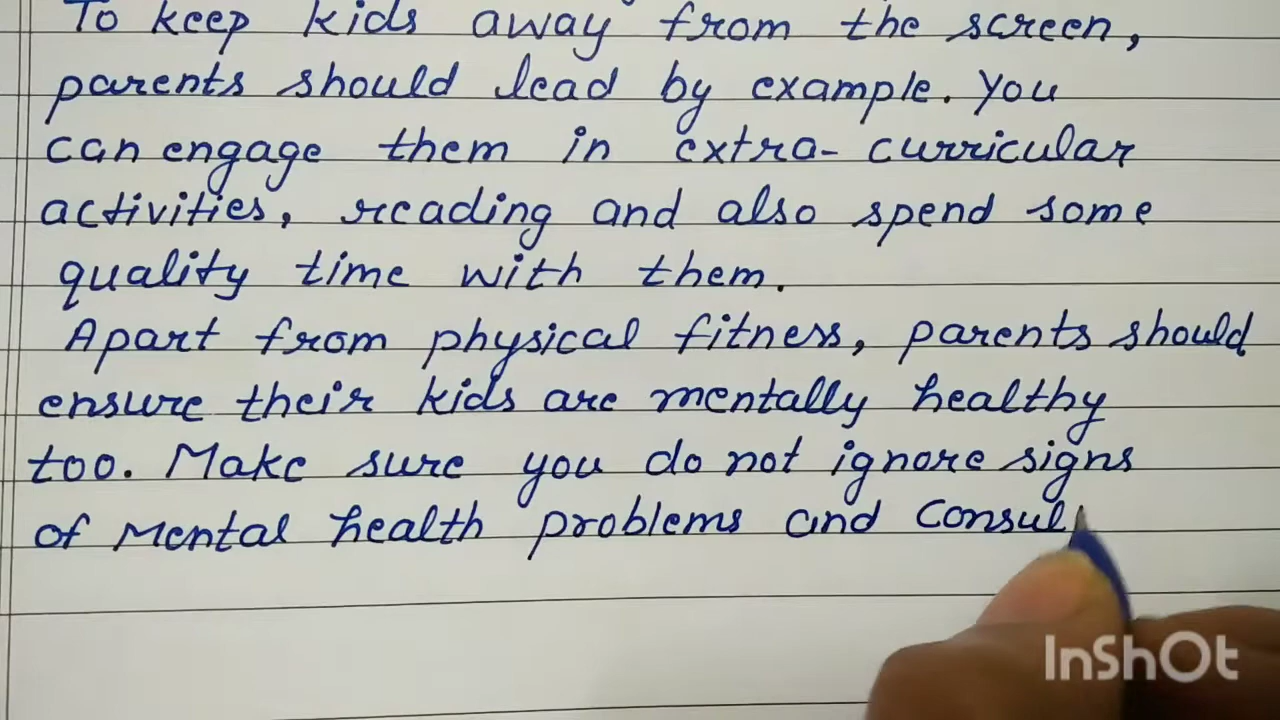 To keep kids away from the screen,
parents should lead by example. You
can engage them in extra- curricular
activities, reading and also spend some
quality time with them.
Apart from physical fitness, parents should
ensure their kids are mentally healthy
too. Make sure you do not ignore signs
of Mental health problems and Consul
InShOt